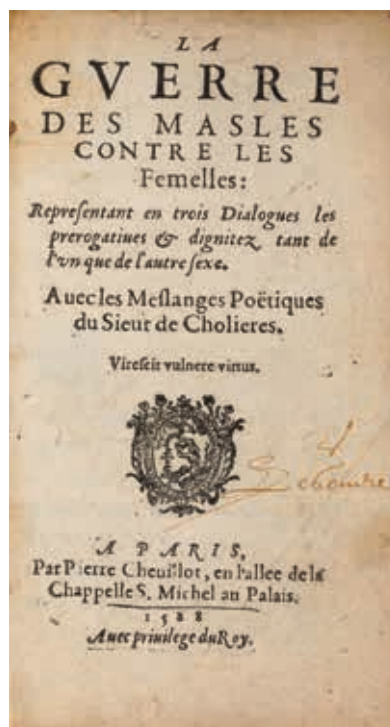 LA
GVERRE
DES MASLES
CONTRE LES
Femelles:
Repreſentant en trois Dialogues les
prerogatiues & dignitez, tant de
l'vn que de l'autre ſexe.
Auec les Meſlanges Poëtiques
du Sieur de Cholieres.
Vireſcit vulnere virtus.
A PARIS,
Par Pierre Cheuillot, en l'allee de la
Chappelle S. Michel au Palais.
1588
Auec priuilege du Roy.